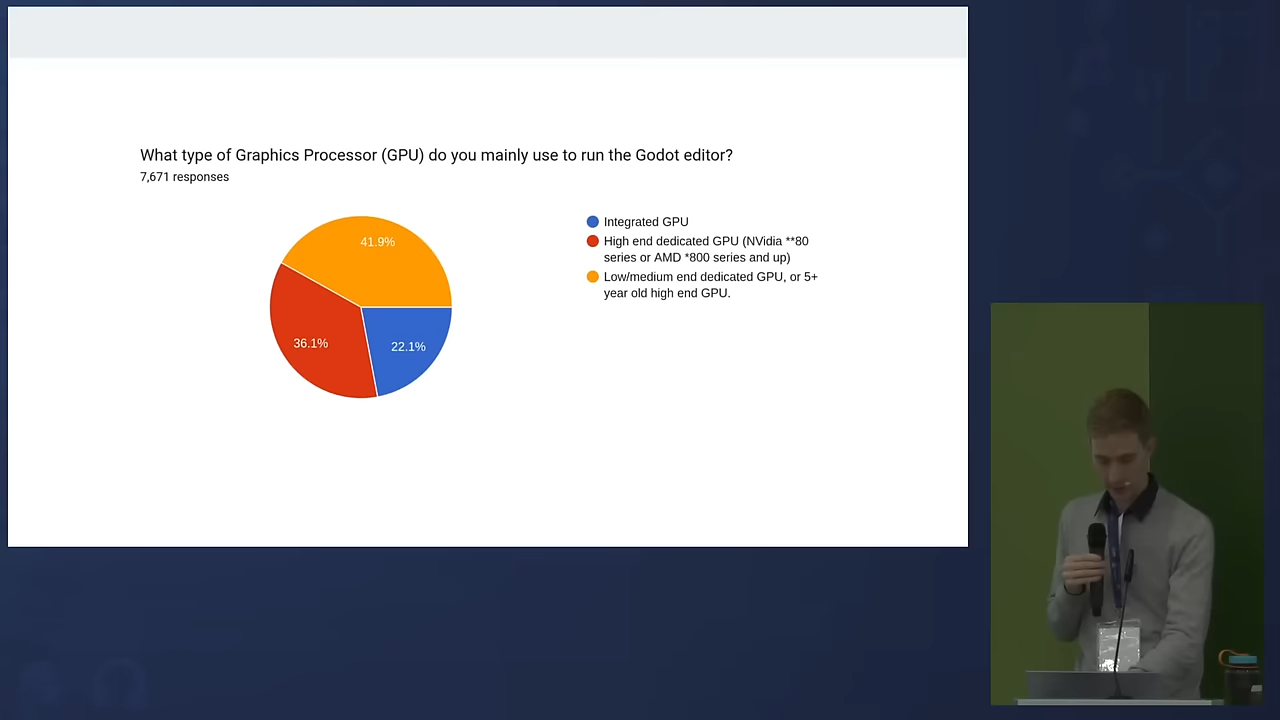 What type of Graphics Processor (GPU) do you mainly use to run the Godot editor?
7,671 responses
41.9%
36.1%
22.1%
Integrated GPU
High end dedicated GPU (NVidia **80
series or AMD *800 series and up)
Low/medium end dedicated GPU, or 5+
year old high end GPU.